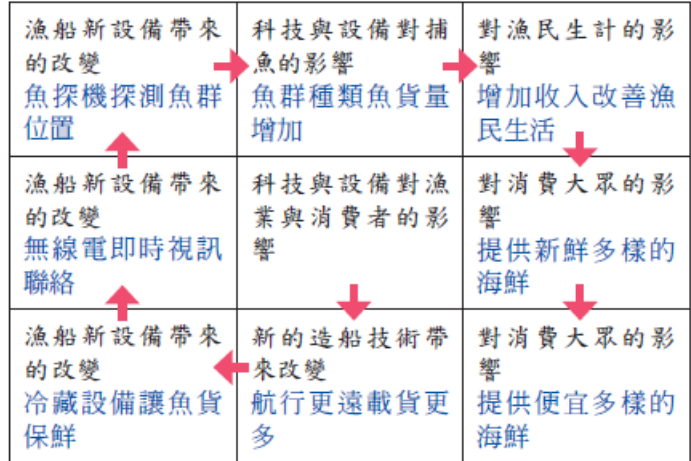 漁船新設備帶來
的改變
魚探機探測魚群
位置
科技與設備對捕
魚的影響
魚群種類魚貨量
增加
對漁民生計的影
響
增加收入改善漁
民生活
漁船新設備帶來
的改變
無線電即時視訊
聯絡
科技與設備對漁
業與消費者的影
響
對消費大眾的影
響
提供新鮮多樣的
海鮮
漁船新設備帶來
的改變
冷藏設備讓魚貨
保鮮
新的造船技術帶
來改變
航行更遠載貨更
多
對消費大眾的影
響
提供便宜多樣的
海鮮